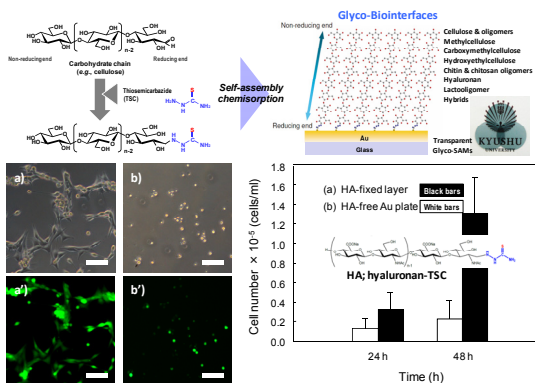 Non-reducing end
Carbohydrate chain
(e.g., cellulose)
Reducing end
n-2
Thiosemicarbazide
(TSC)
n-2
Self-assembly
chemisorption
Glyco-Biointerfaces
Non-reducing end
Reducing end
Au
Glass
Cellulose & oligomers
Methylcellulose
Carboxymethylcellulose
Hydroxyethylcellulose
Chitin & chitosan oligomers
Hyaluronan
Lactooligomer
Hybrids
KYUSHU
UNIVERSITY
Transparent
Glyco-SAMs
a)
b)
a')
b')
Cell number × 10⁻⁵ (cells/ml)
1.8
1.6
1.4
1.2
1.0
0.8
0.6
0.4
0.2
0.0
(a) HA-fixed layer
Black bars
(b) HA-free Au plate
White bars
HA; hyaluronan-TSC
24 h
48 h
Time (h)